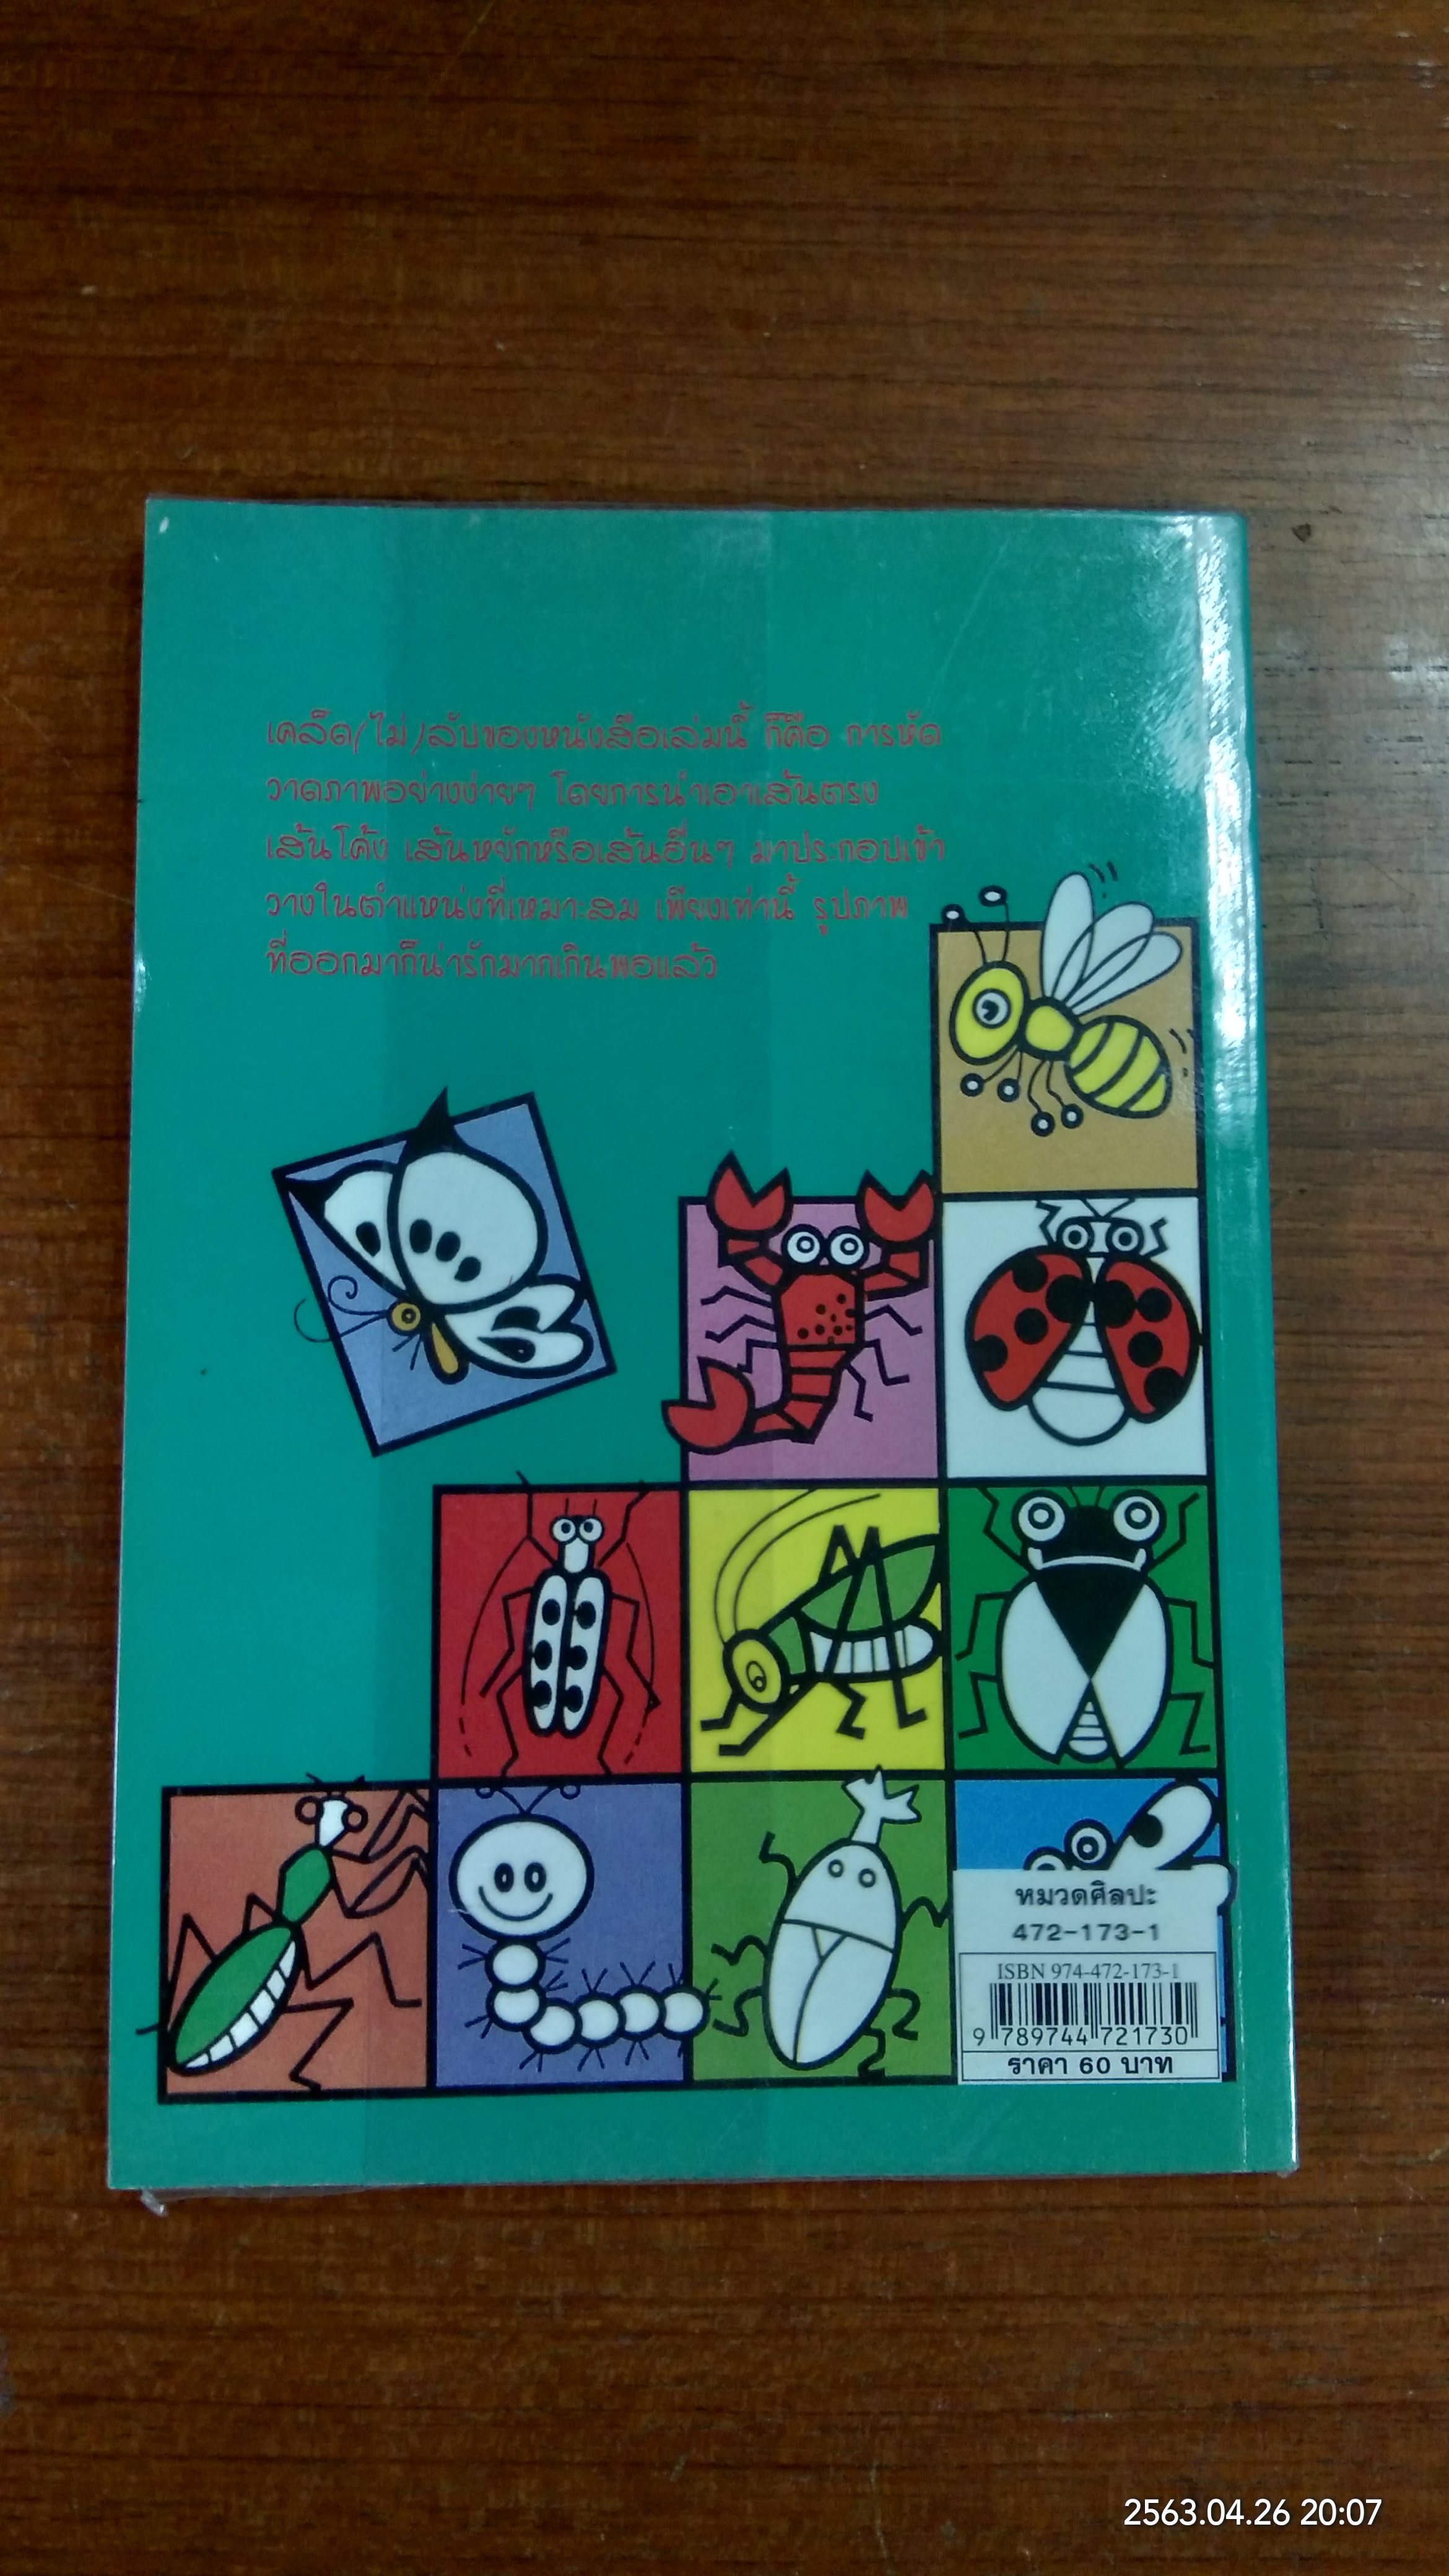 เคล็ด(ไม่)ลับของหนังสือเล่มนี้ ก็คือ การหัด
วาดภาพอย่างง่ายๆ โดยการนำเอาเส้นตรง
เส้นโค้ง เส้นหยักหรือเส้นอื่นๆ มาประกอบเข้า
วางในตำแหน่งที่เหมาะสม เพียงเท่านี้ รูปภาพ
ที่ออกมาก็น่ารักมากเกินพอแล้ว
หมวดศิลปะ
472-173-1
ISBN 974-472-173-1
9 789744 721730
ราคา 60 บาท
2563.04.26 20:07